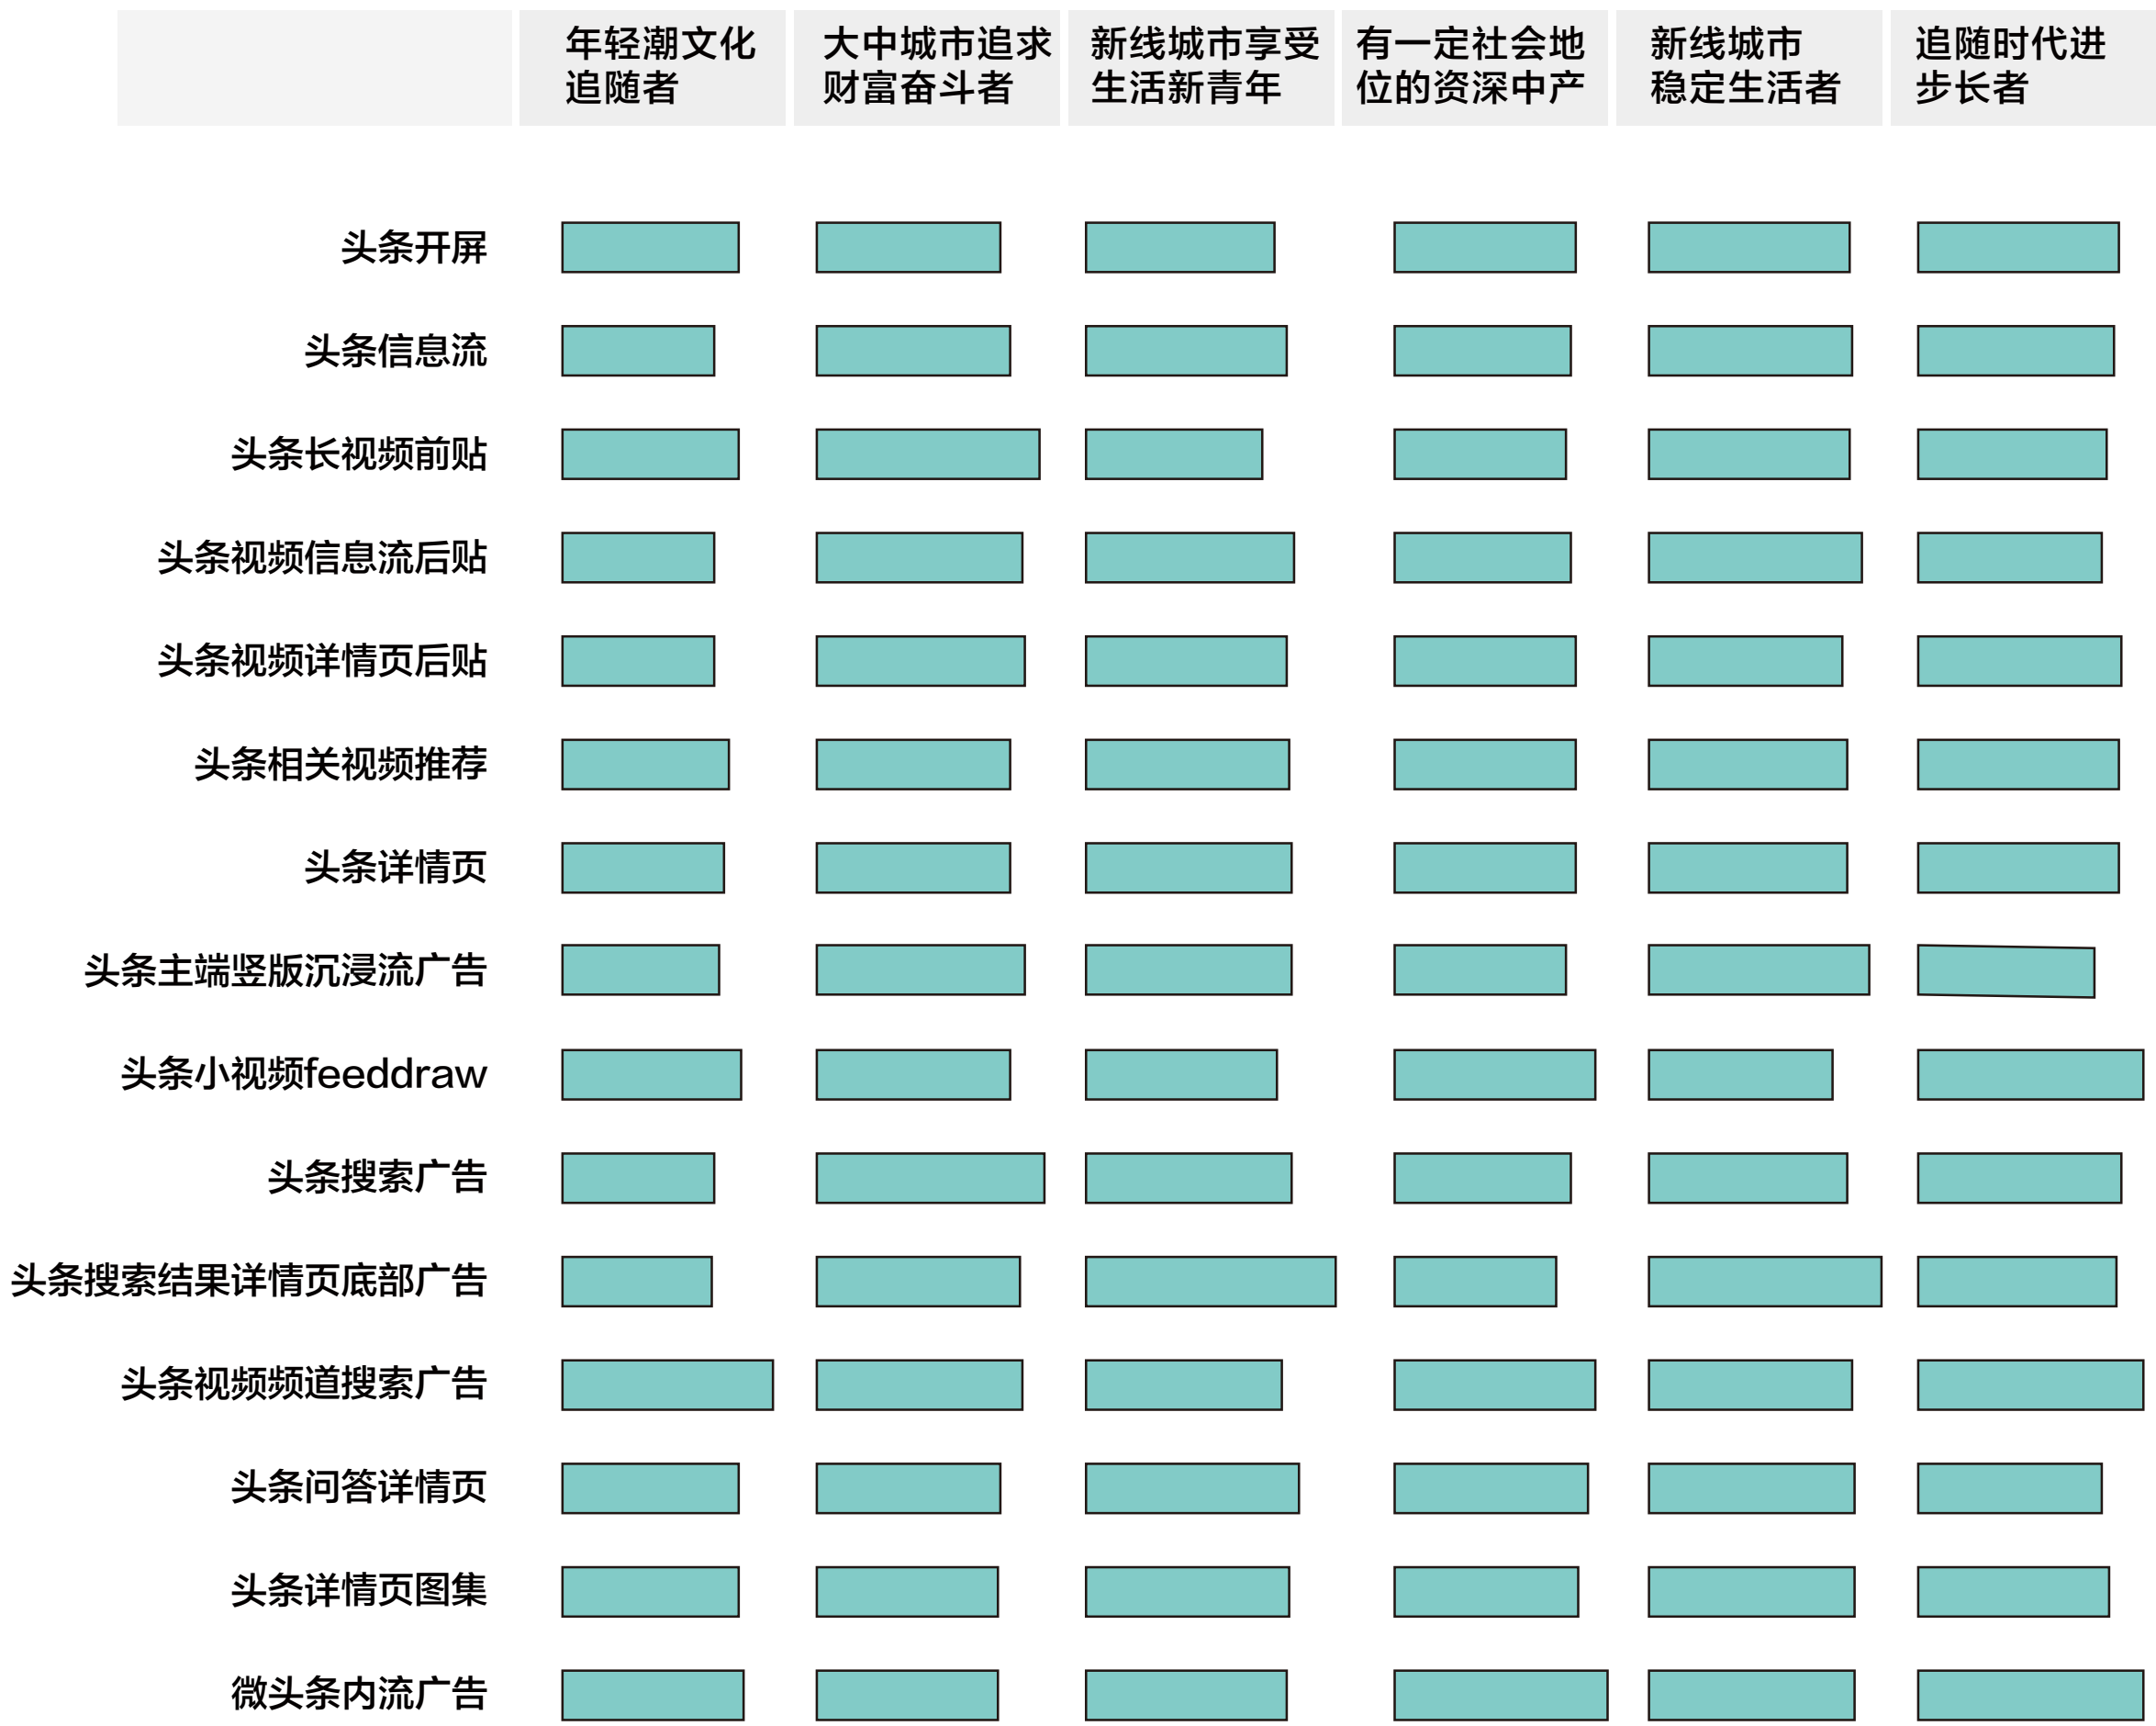 年轻潮文化
追随者
大中城市追求
财富奋斗者
新线城市享受
生活新青年
有一定社会地
位的资深中产
新线城市
稳定生活者
追随时代进
步长者
头条开屏
头条信息流
头条长视频前贴
头条视频信息流后贴
头条视频详情页后贴
头条相关视频推荐
头条详情页
头条主端竖版沉浸流广告
头条小视频feeddraw
头条搜索广告
头条搜索结果详情页底部广告
头条视频频道搜索广告
头条问答详情页
头条详情页图集
微头条内流广告